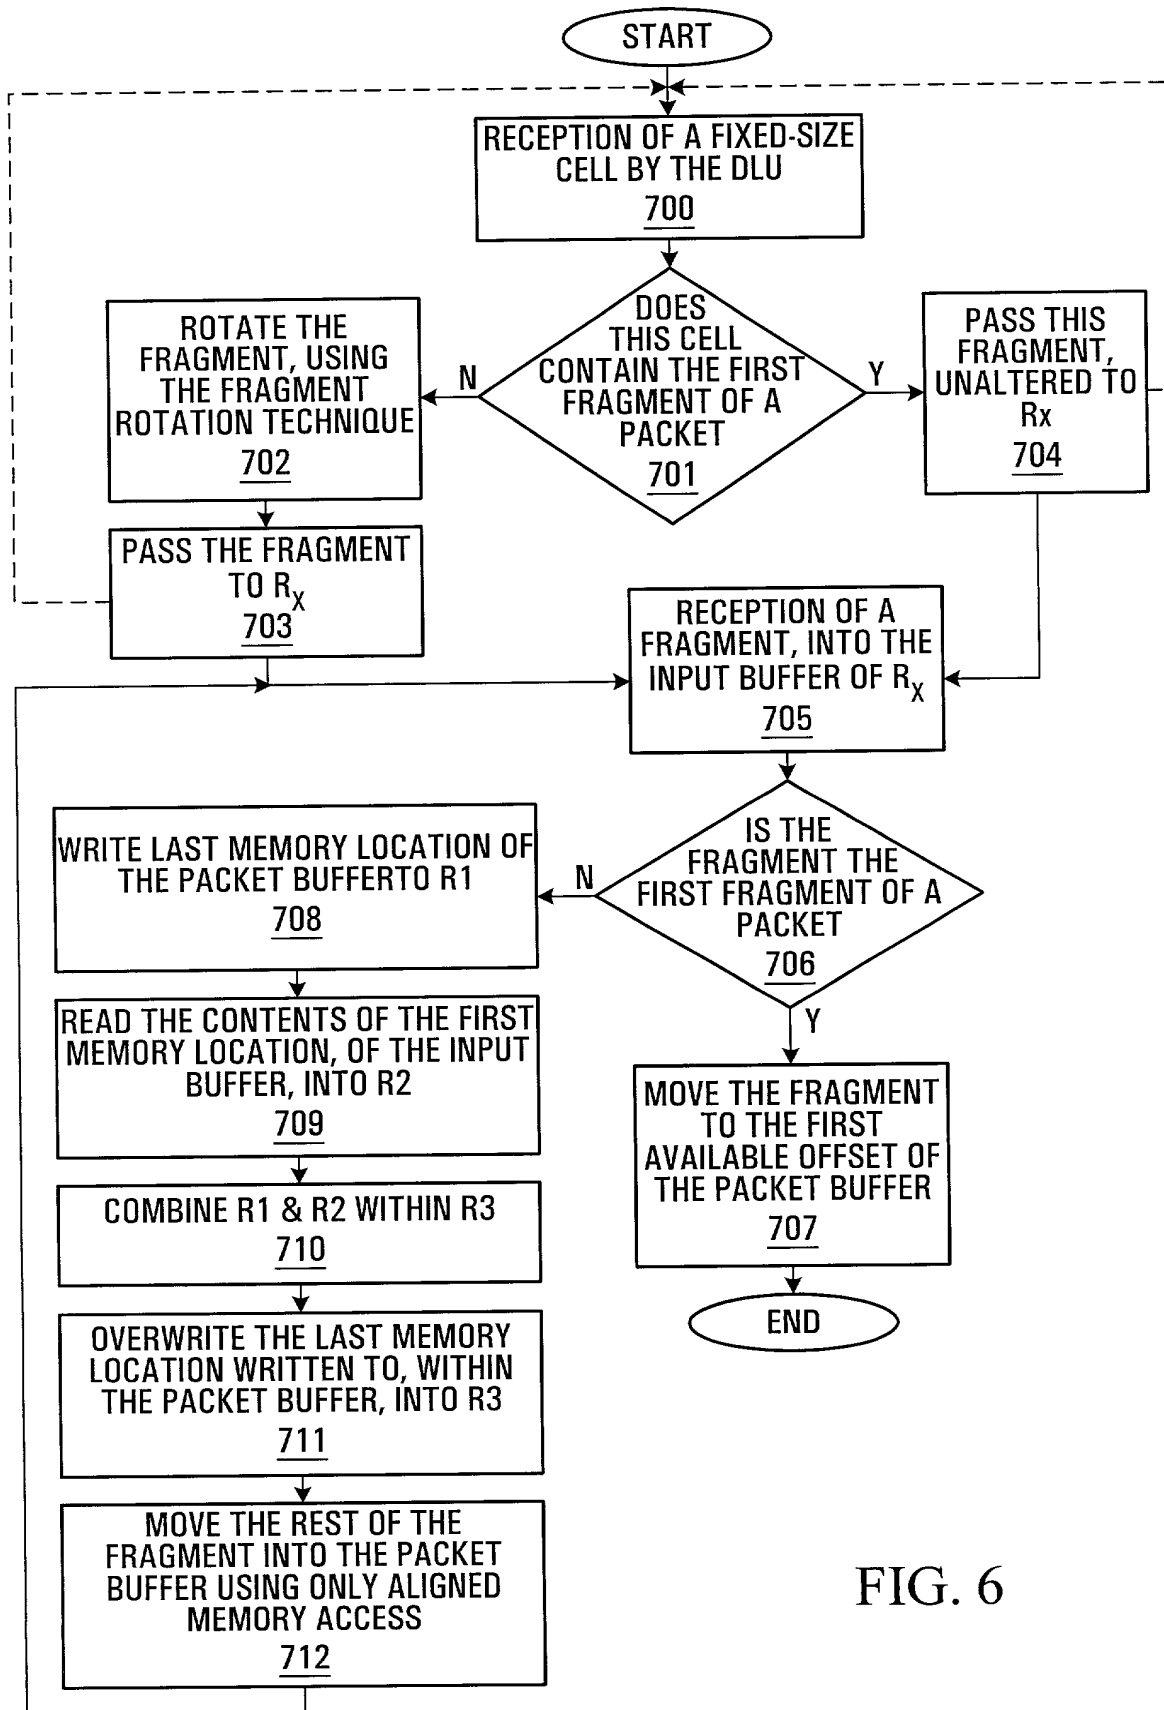 START
RECEPTION OF A FIXED-SIZE
CELL BY THE DLU
700
DOES
THIS CELL
CONTAIN THE FIRST
FRAGMENT OF A
PACKET
701
N
Y
ROTATE THE
FRAGMENT, USING
THE FRAGMENT
ROTATION TECHNIQUE
702
PASS THIS
FRAGMENT,
UNALTERED TO
Rx
704
PASS THE FRAGMENT
TO RX
703
RECEPTION OF A
FRAGMENT, INTO THE
INPUT BUFFER OF RX
705
IS THE
FRAGMENT THE
FIRST FRAGMENT OF A
PACKET
706
N
Y
WRITE LAST MEMORY LOCATION OF
THE PACKET BUFFERTO R1
708
READ THE CONTENTS OF THE FIRST
MEMORY LOCATION, OF THE INPUT
BUFFER, INTO R2
709
MOVE THE FRAGMENT
TO THE FIRST
AVAILABLE OFFSET OF
THE PACKET BUFFER
707
COMBINE R1 & R2 WITHIN R3
710
END
OVERWRITE THE LAST MEMORY
LOCATION WRITTEN TO, WITHIN
THE PACKET BUFFER, INTO R3
711
MOVE THE REST OF THE
FRAGMENT INTO THE PACKET
BUFFER USING ONLY ALIGNED
MEMORY ACCESS
712
FIG. 6